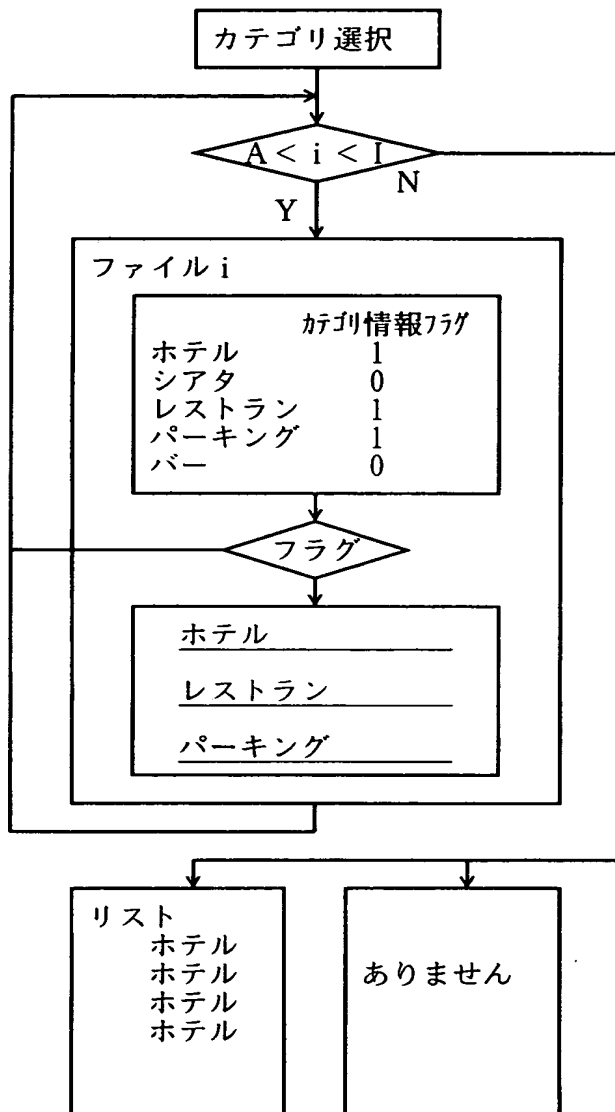 カテゴリ選択
A < i < I
N
Y
ファイル i
カテゴリ情報フラグ
ホテル 1
シアタ 0
レストラン 1
パーキング 1
バー 0
フラグ
ホテル
レストラン
パーキング
リスト
ホテル
ホテル
ホテル
ホテル
ありません